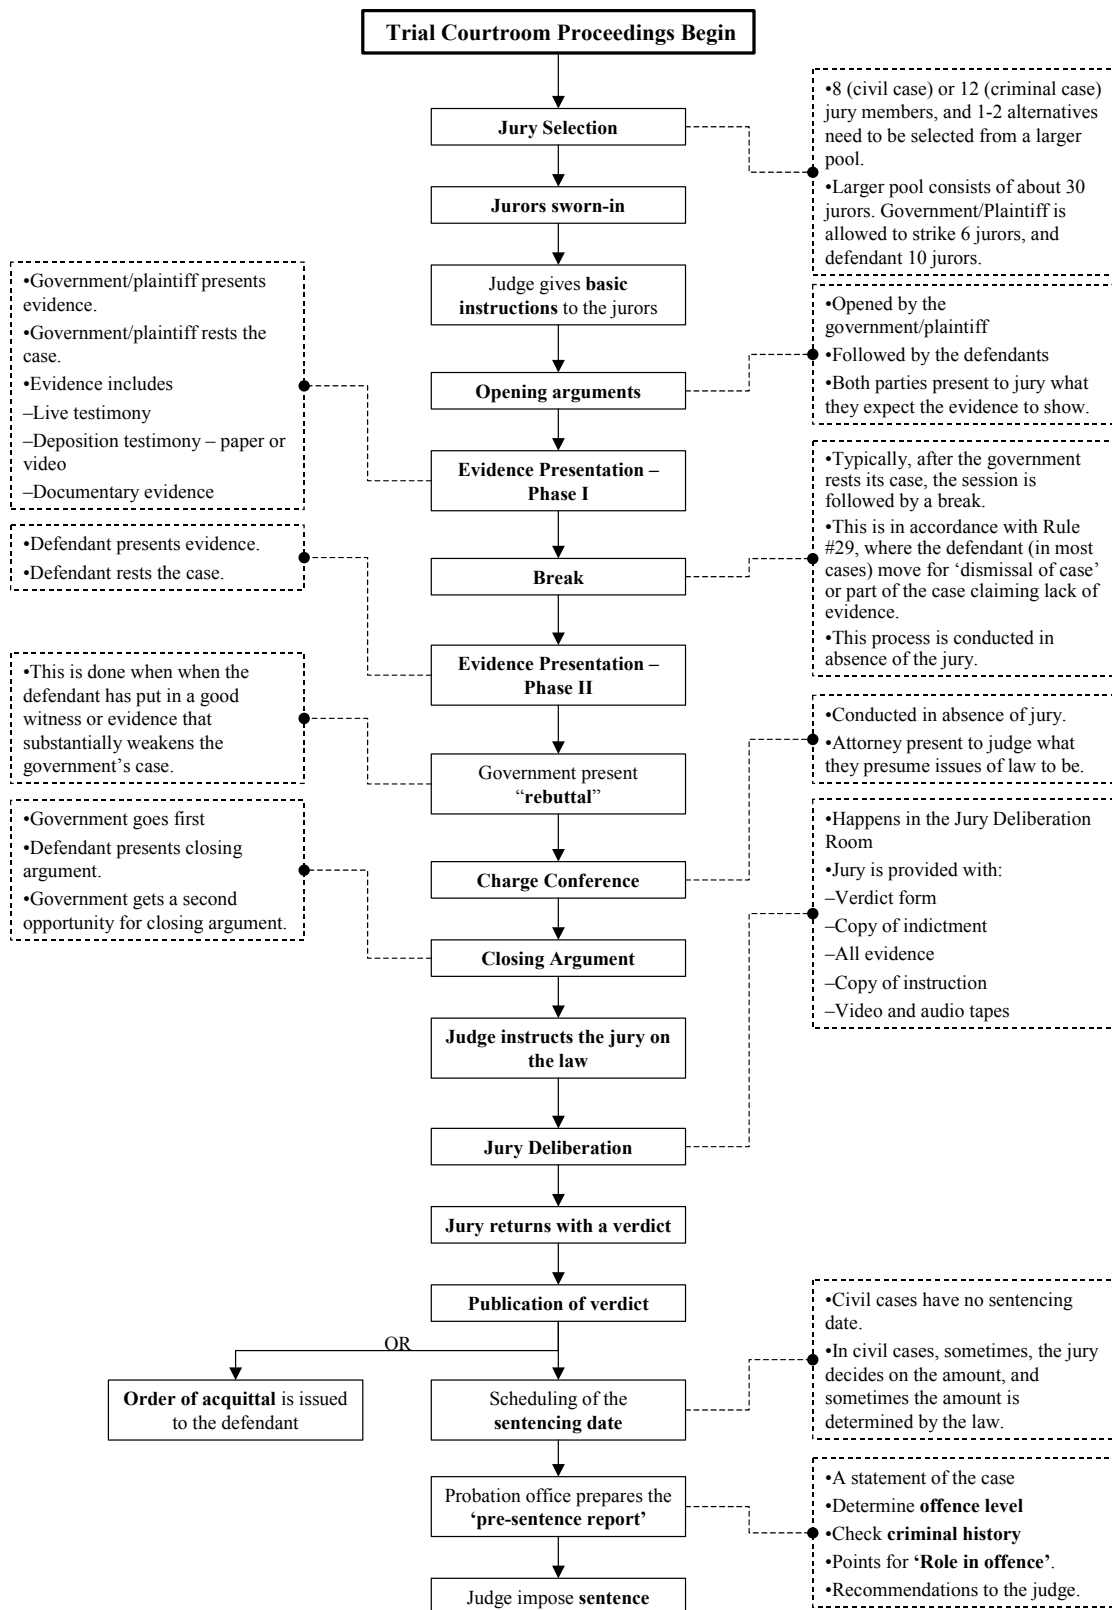 Trial Courtroom Proceedings Begin
Jury Selection
•8 (civil case) or 12 (criminal case)
jury members, and 1-2 alternatives
need to be selected from a larger
pool.
•Larger pool consists of about 30
jurors. Government/Plaintiff is
allowed to strike 6 jurors, and
defendant 10 jurors.
Jurors sworn-in
Judge gives basic
instructions to the jurors
Opening arguments
•Opened by the
government/plaintiff
•Followed by the defendants
•Both parties present to jury what
they expect the evidence to show.
Evidence Presentation –
Phase I
•Government/plaintiff presents
evidence.
•Government/plaintiff rests the
case.
•Evidence includes
–Live testimony
–Deposition testimony – paper or
video
–Documentary evidence
Break
•Typically, after the government
rests its case, the session is
followed by a break.
•This is in accordance with Rule
#29, where the defendant (in most
cases) move for ‘dismissal of case’
or part of the case claiming lack of
evidence.
•This process is conducted in
absence of the jury.
Evidence Presentation –
Phase II
•Defendant presents evidence.
•Defendant rests the case.
Government present
“rebuttal”
•This is done when when the
defendant has put in a good
witness or evidence that
substantially weakens the
government’s case.
Charge Conference
•Conducted in absence of jury.
•Attorney present to judge what
they presume issues of law to be.
Closing Argument
•Government goes first
•Defendant presents closing
argument.
•Government gets a second
opportunity for closing argument.
Judge instructs the jury on
the law
Jury Deliberation
•Happens in the Jury Deliberation
Room
•Jury is provided with:
–Verdict form
–Copy of indictment
–All evidence
–Copy of instruction
–Video and audio tapes
Jury returns with a verdict
Publication of verdict
OR
Order of acquittal is issued
to the defendant
Scheduling of the
sentencing date
•Civil cases have no sentencing
date.
•In civil cases, sometimes, the jury
decides on the amount, and
sometimes the amount is
determined by the law.
Probation office prepares the
‘pre-sentence report’
•A statement of the case
•Determine offence level
•Check criminal history
•Points for ‘Role in offence’.
•Recommendations to the judge.
Judge impose sentence